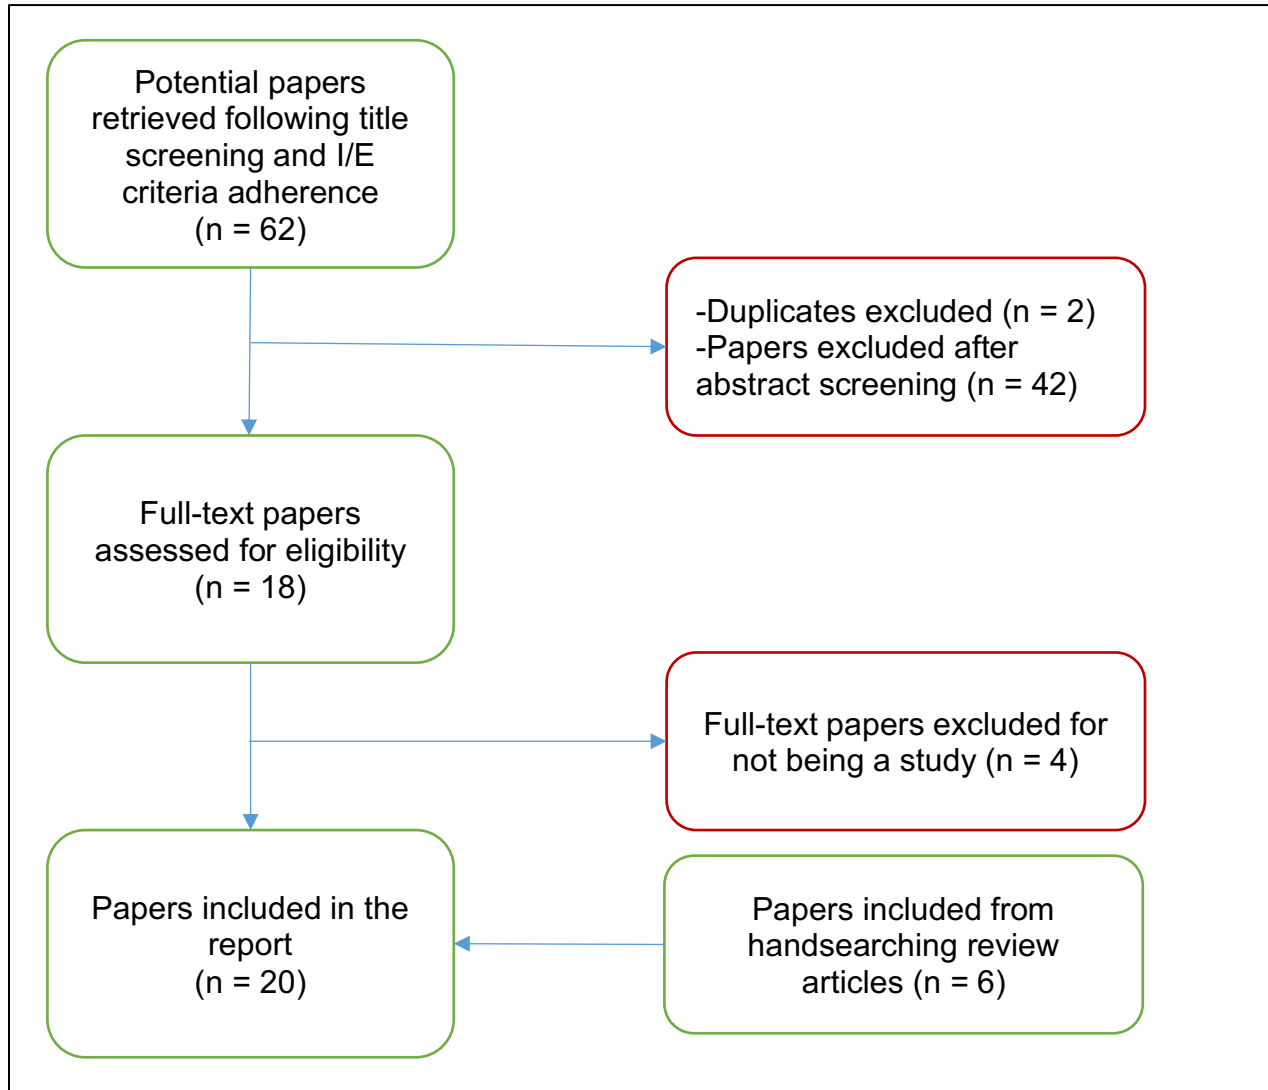 Potential papers
retrieved following title
screening and I/E
criteria adherence
(n = 62)
-Duplicates excluded (n = 2)
-Papers excluded after
abstract screening (n = 42)
Full-text papers
assessed for eligibility
(n = 18)
Full-text papers excluded for
not being a study (n = 4)
Papers included in the
report
(n = 20)
Papers included from
handsearching review
articles (n = 6)